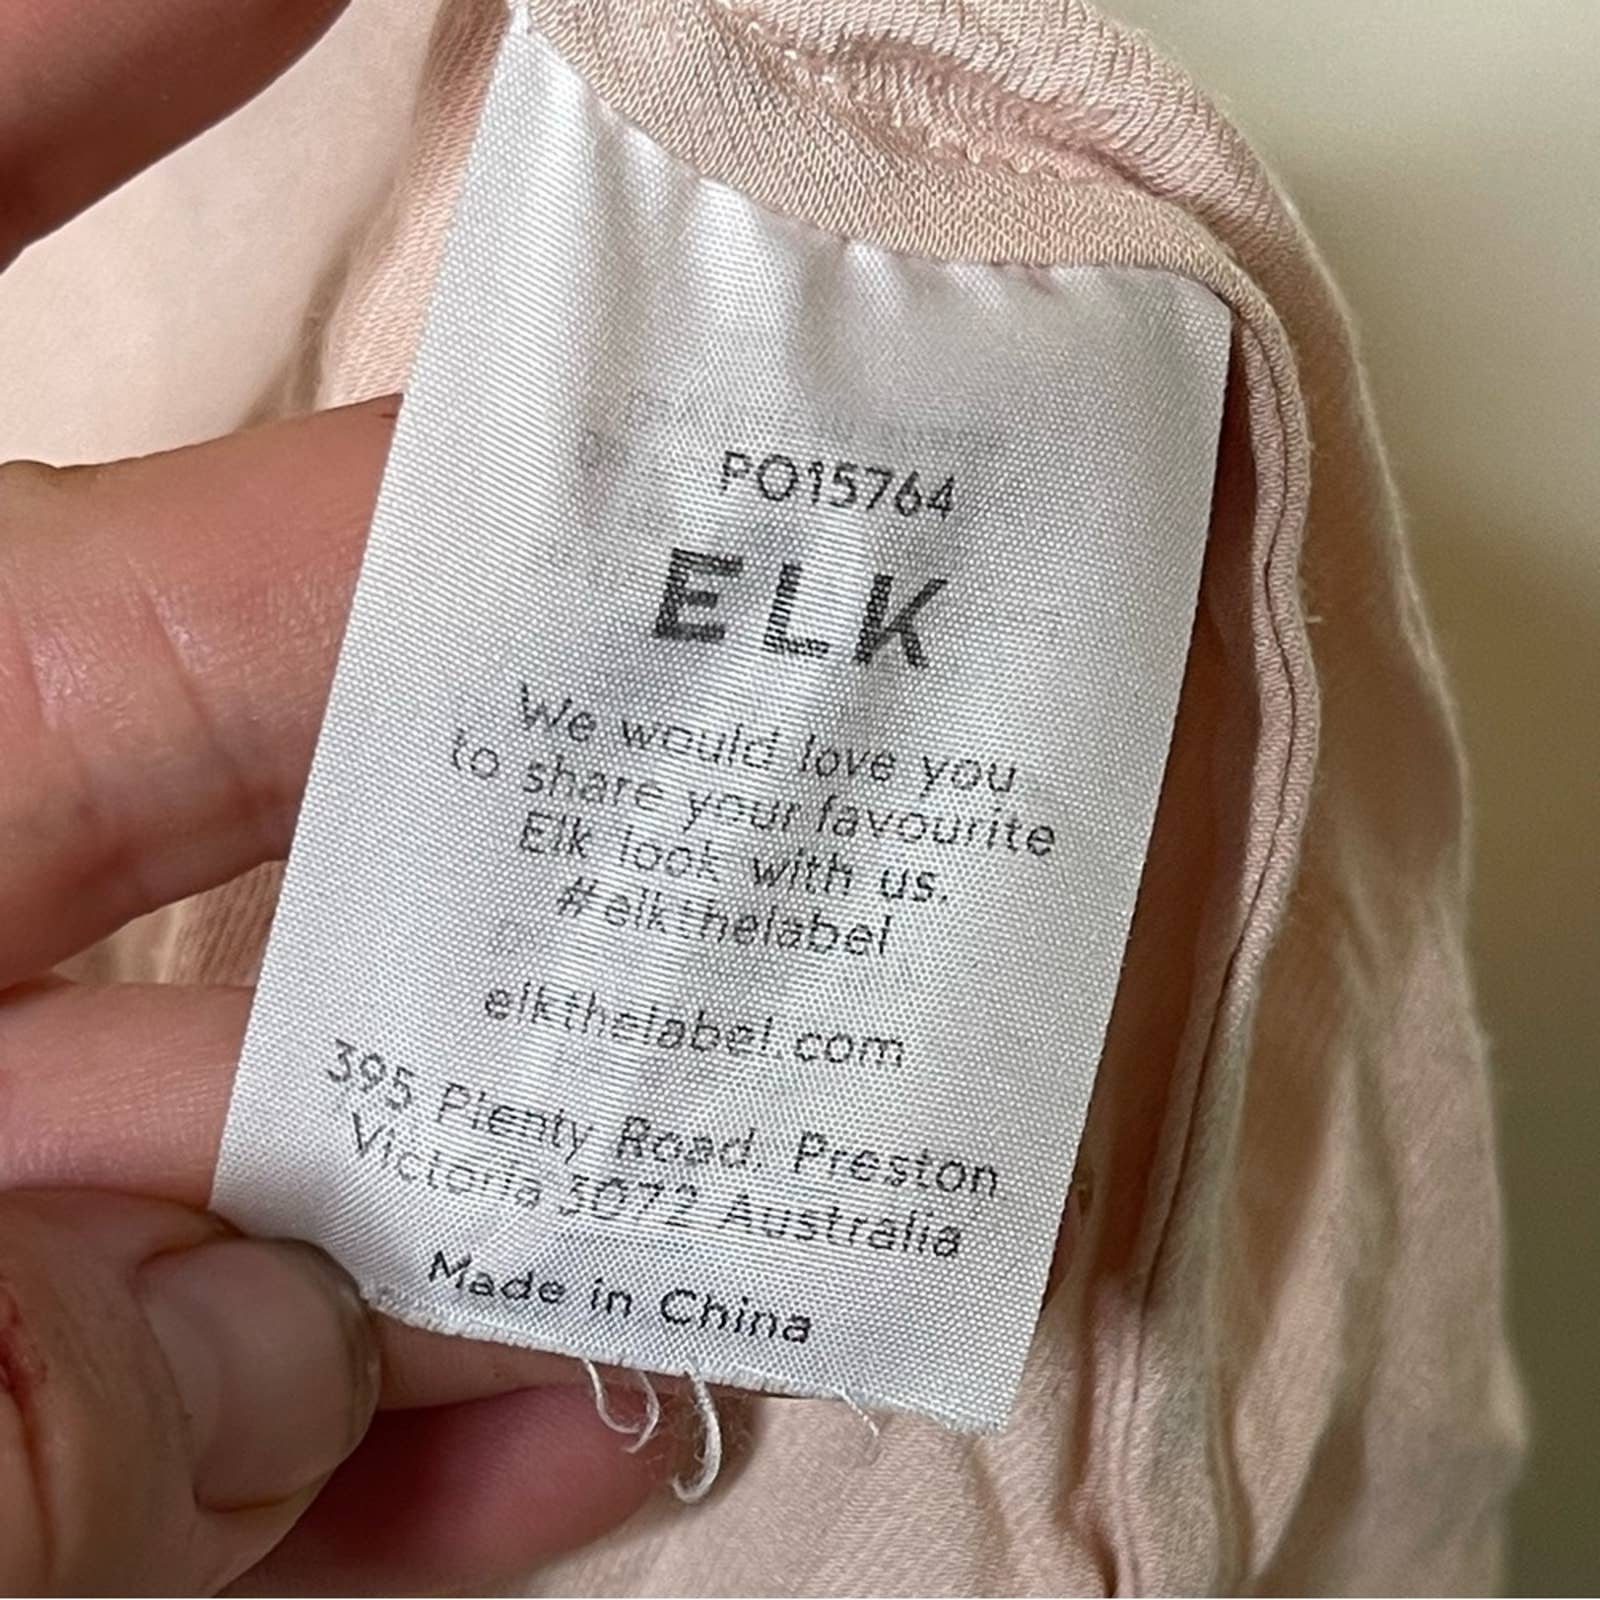 PO15764
ELK
We would love you
to share your favourite
Elk look with us.
#elkthelabel
elkthelabel.com
395 Plenty Road, Preston
Victoria 3072 Australia
Made in China